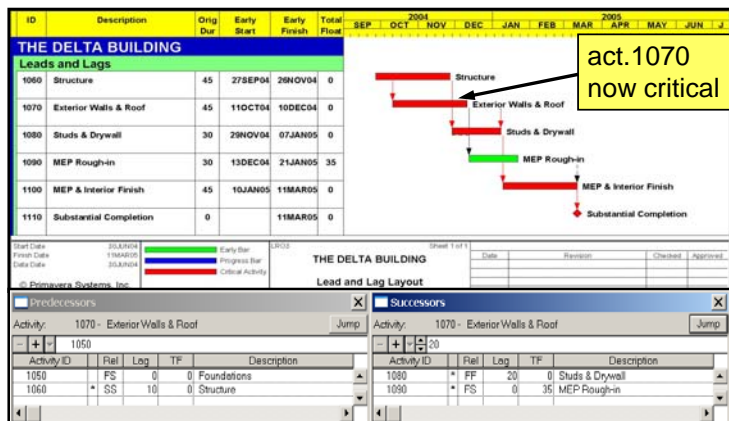 ID Description Orig Dur Early Start Early Finish Total Float 2004 2005
SEP OCT NOV DEC JAN FEB MAR APR MAY JUN J
THE DELTA BUILDING
Leads and Lags
1060 Structure 45 27SEP04 26NOV04 0
1070 Exterior Walls & Roof 45 11OCT04 10DEC04 0
1080 Studs & Drywall 30 29NOV04 07JAN05 0
1090 MEP Rough-in 30 13DEC04 21JAN05 35
1100 MEP & Interior Finish 45 10JAN05 11MAR05 0
1110 Substantial Completion 0 11MAR05 0
Structure
Exterior Walls & Roof
Studs & Drywall
MEP Rough-in
MEP & Interior Finish
Substantial Completion
act.1070
now critical
Start Date 20JUN04
Finish Date 11MAR05
Data Date 20JUN04
© Primavera Systems, Inc.
Early Bar
Progress Bar
Critical Activity
LR02
Sheet 1 of 1
THE DELTA BUILDING
Lead and Lag Layout
Date Revision Checked Approved
Predecessors
Activity: 1070 - Exterior Walls & Roof Jump
1050
Activity ID Rel Lag TF Description
1050 FS 0 0 Foundations
1060 * SS 10 0 Structure
Successors
Activity: 1070 - Exterior Walls & Roof Jump
20
Activity ID Rel Lag TF Description
1080 * FF 20 0 Studs & Drywall
1090 * FS 0 35 MEP Rough-in